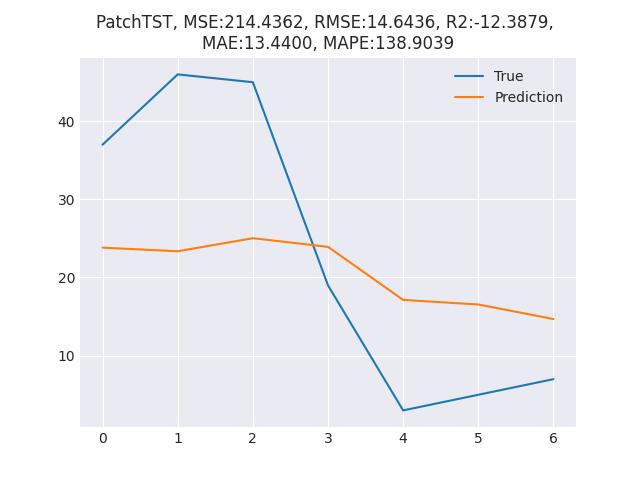 PatchTST, MSE:214.4362, RMSE:14.6436, R2:-12.3879,
MAE:13.4400, MAPE:138.9039
True
Prediction
40
30
20
10
0 1 2 3 4 5 6